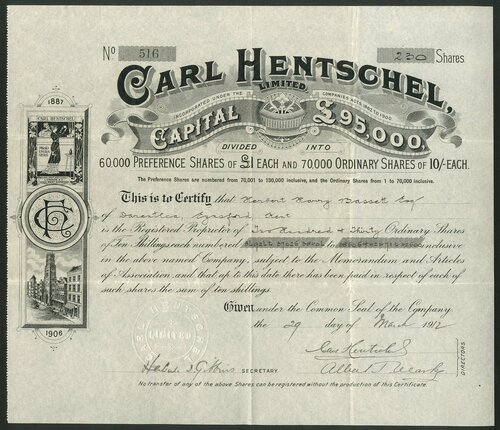 No 516 230 Shares.
CARL HENTSCHEL,
LIMITED.
INCORPORATED UNDER THE COMPANIES ACTS, 1862 TO 1900.
CAPITAL £95,000,
DIVIDED INTO
60,000 PREFERENCE SHARES OF £1 EACH AND 70,000 ORDINARY SHARES OF 10/- EACH.
The Preference Shares are numbered from 70,001 to 130,000 inclusive, and the Ordinary Shares from 1 to 70,000 inclusive.
1887
CARL HENTSCHEL
CH
1906
This is to Certify that Herbert Henry Bassett Esq
of Kent
is the Registered Proprietor of Two Hundred & Thirty Ordinary Shares
of Ten Shillings each numbered to inclusive
in the above named Company, subject to the Memorandum and Articles
of Association, and that up to this date there has been paid in respect of each of
such shares the sum of ten shillings.
Given under the Common Seal of the Company
the 29 day of March 1912
LIMITED
Carl Hentschel
Albert
DIRECTORS.
SECRETARY.
No transfer of any of the above Shares can be registered without the production of this Certificate.